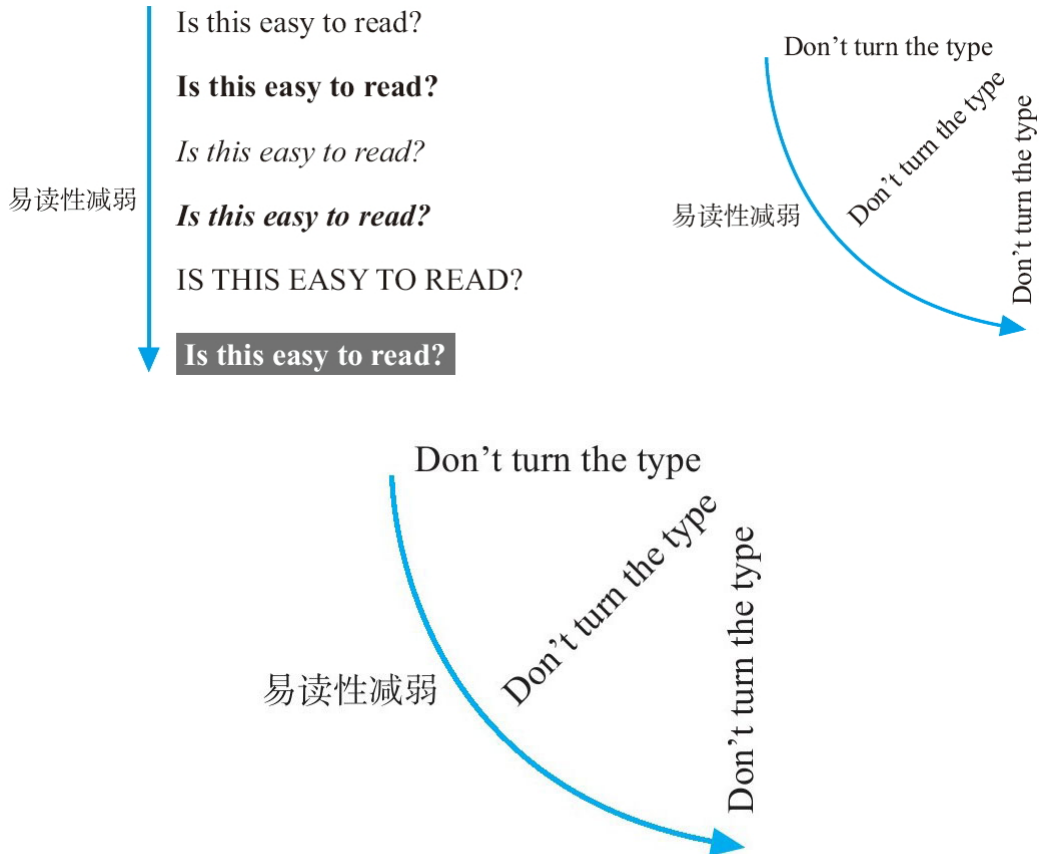 Is this easy to read?
Is this easy to read?
Is this easy to read?
易读性减弱
Is this easy to read?
IS THIS EASY TO READ?
Is this easy to read?
Don’t turn the type
Don’t turn the type
Don’t turn the type
易读性减弱
Don’t turn the type
Don’t turn the type
Don’t turn the type
易读性减弱